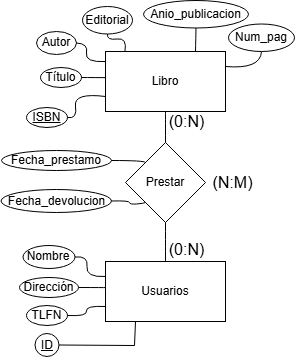 Editorial
Anio_publicacion
Autor
Num_pag
Título
Libro
ISBN
(0:N)
Fecha_prestamo
Prestar
(N:M)
Fecha_devolucion
(0:N)
Nombre
Dirección
Usuarios
TLFN
ID